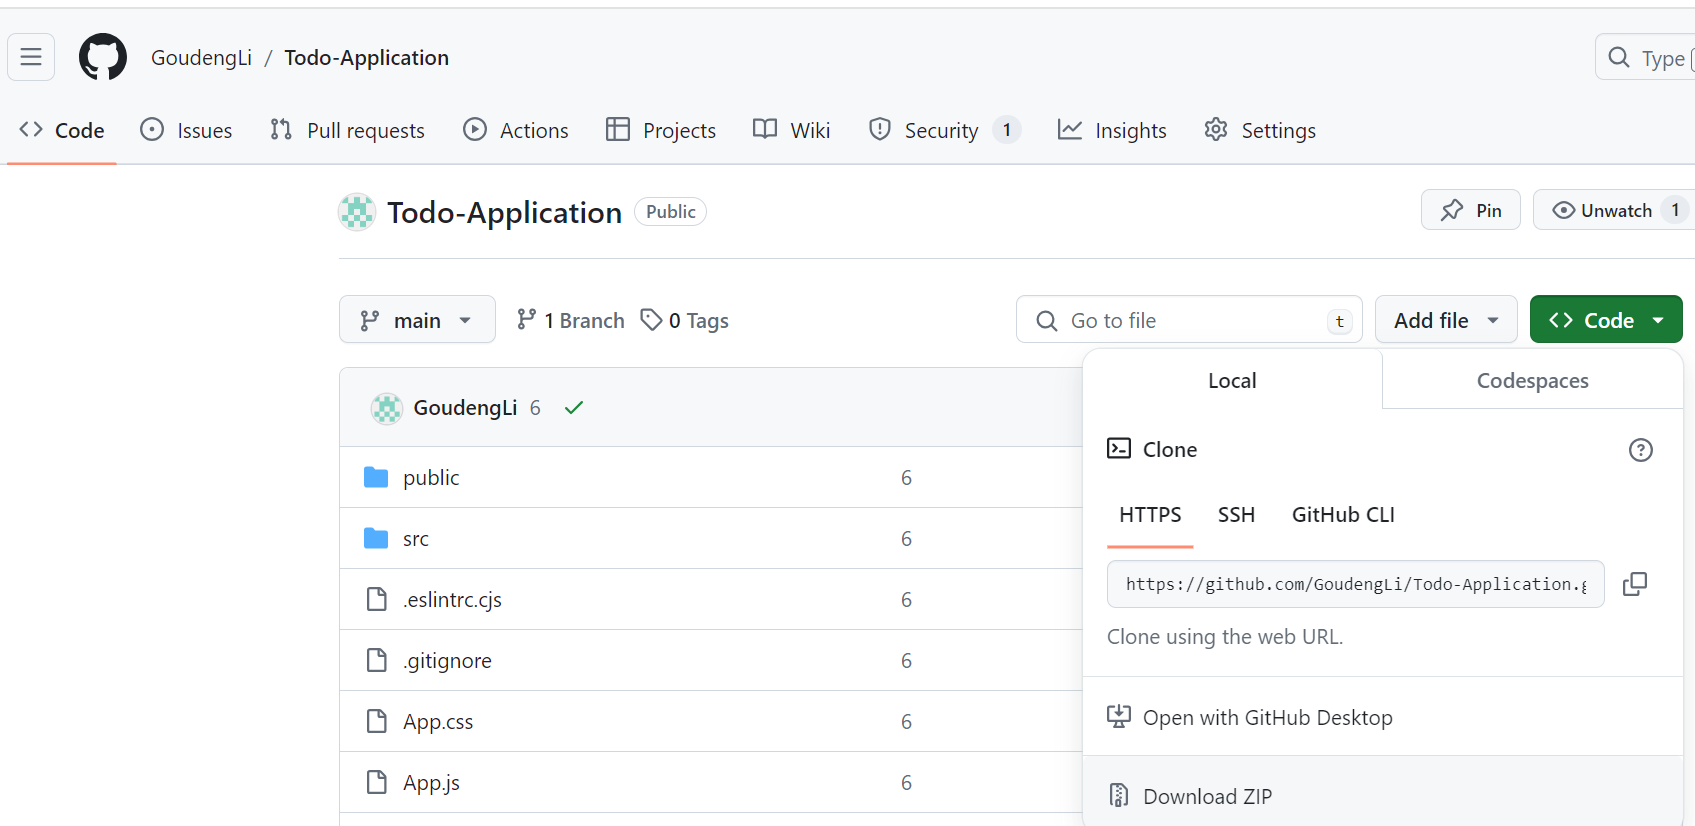 GoudengLi / Todo-Application
Type
Code Issues Pull requests Actions Projects Wiki Security 1 Insights Settings
Todo-Application Public
Pin Unwatch 1
main 1 Branch 0 Tags
Go to file t Add file Code
Local Codespaces
GoudengLi 6
Clone
public 6
HTTPS SSH GitHub CLI
src 6
https://github.com/GoudengLi/Todo-Application.g
.eslintrc.cjs 6
Clone using the web URL.
.gitignore 6
App.css 6
Open with GitHub Desktop
App.js 6
Download ZIP